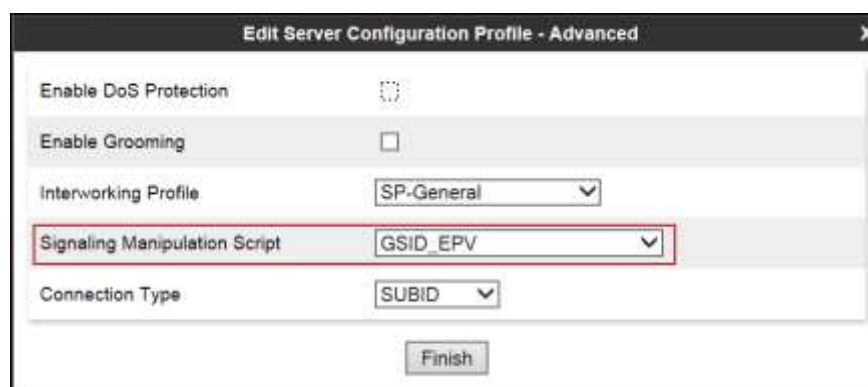 Edit Server Configuration Profile - Advanced X
Enable DoS Protection
Enable Grooming
Interworking Profile SP-General
Signaling Manipulation Script GSID_EPV
Connection Type SUBID
Finish